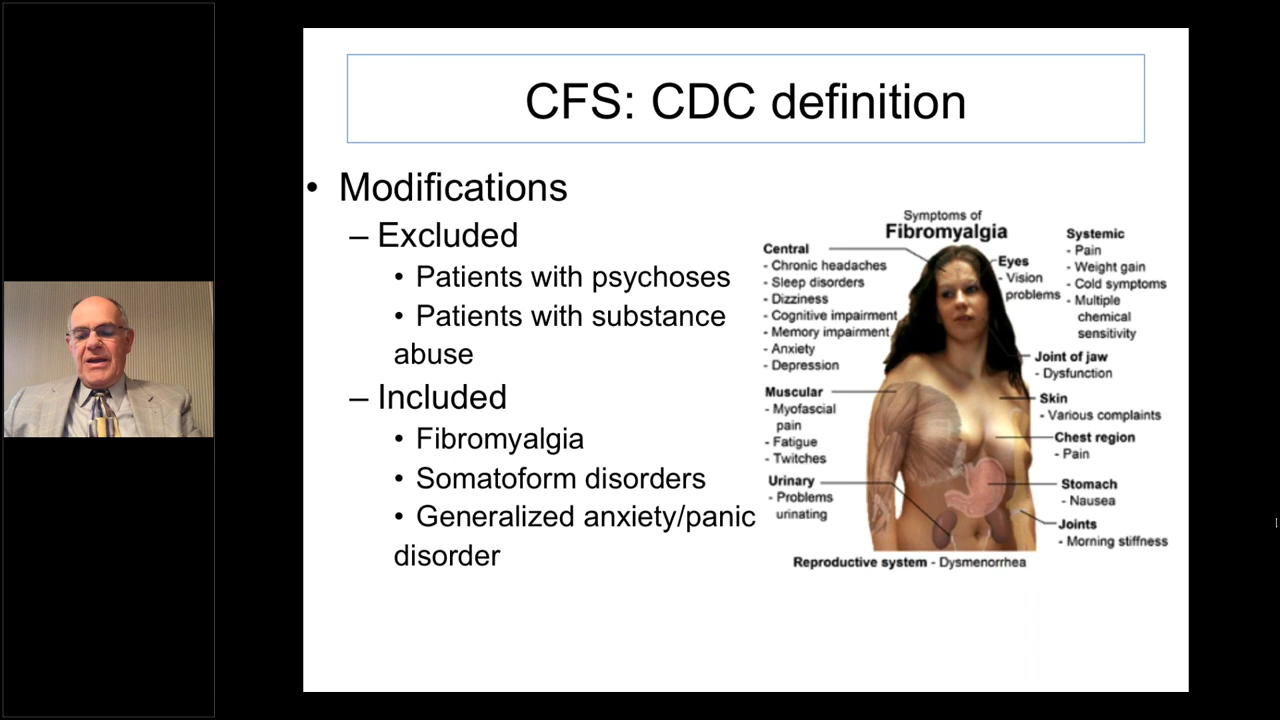 CFS: CDC definition
• Modifications
– Excluded
• Patients with psychoses
• Patients with substance
abuse
– Included
• Fibromyalgia
• Somatoform disorders
• Generalized anxiety/panic
disorder
Symptoms of
Fibromyalgia
Central
- Chronic headaches
- Sleep disorders
- Dizziness
- Cognitive impairment
- Memory impairment
- Anxiety
- Depression
Muscular
- Myofascial
pain
- Fatigue
- Twitches
Urinary
- Problems
urinating
Eyes
- Vision
problems
Systemic
- Pain
- Weight gain
- Cold symptoms
- Multiple
chemical
sensitivity
Joint of jaw
- Dysfunction
Skin
- Various complaints
Chest region
- Pain
Stomach
- Nausea
Joints
- Morning stiffness
Reproductive system - Dysmenorrhea